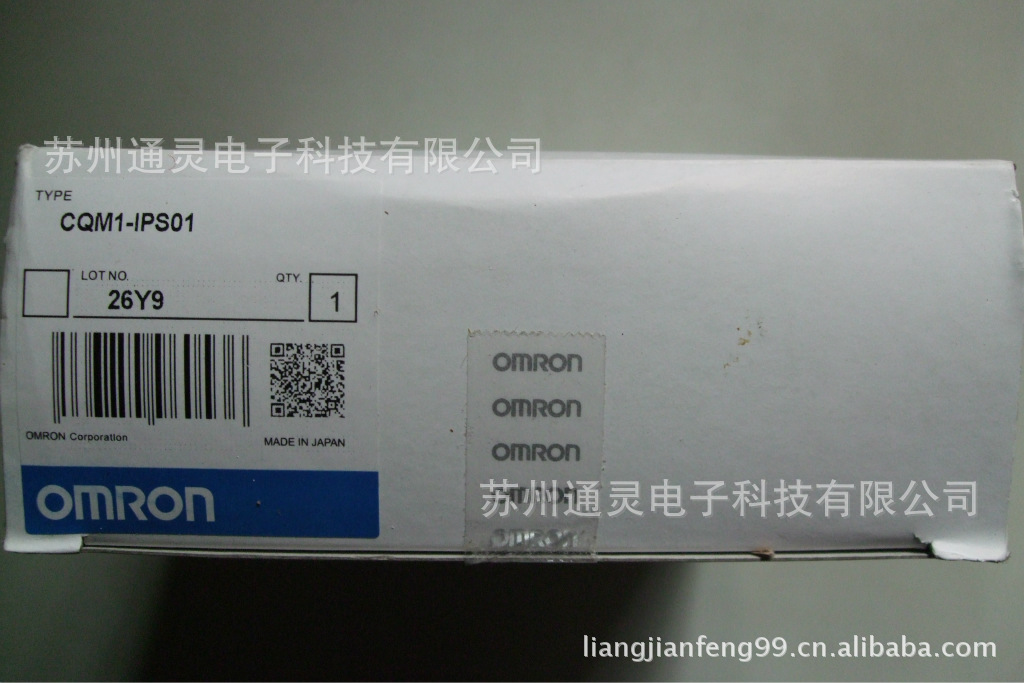 苏州通灵电子科技有限公司
TYPE
CQM1-IPS01
LOT NO. QTY.
26Y9 1
OMRON Corporation MADE IN JAPAN
OMRON
OMRON
OMRON
OMRON
OMRON
苏州通灵电子科技有限公司
OMRON
liangjianfeng99.cn.alibaba.com